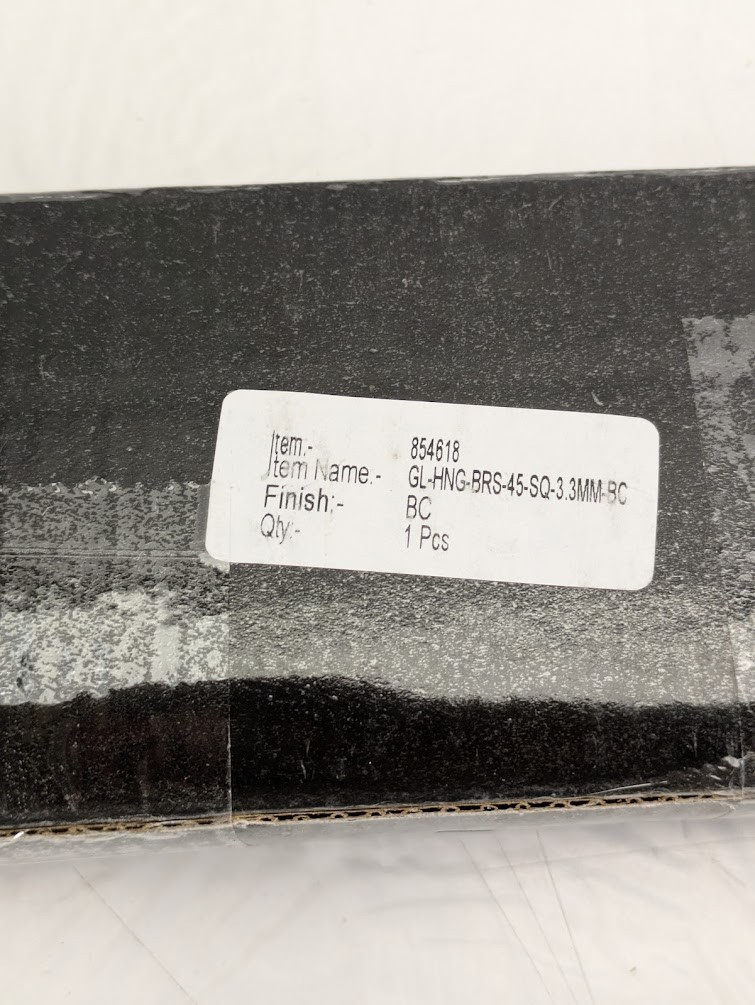 Item.- 854618
Item Name.- GL-HNG-BRS-45-SQ-3.3MM-BC
Finish:- BC
Qty:- 1 Pcs